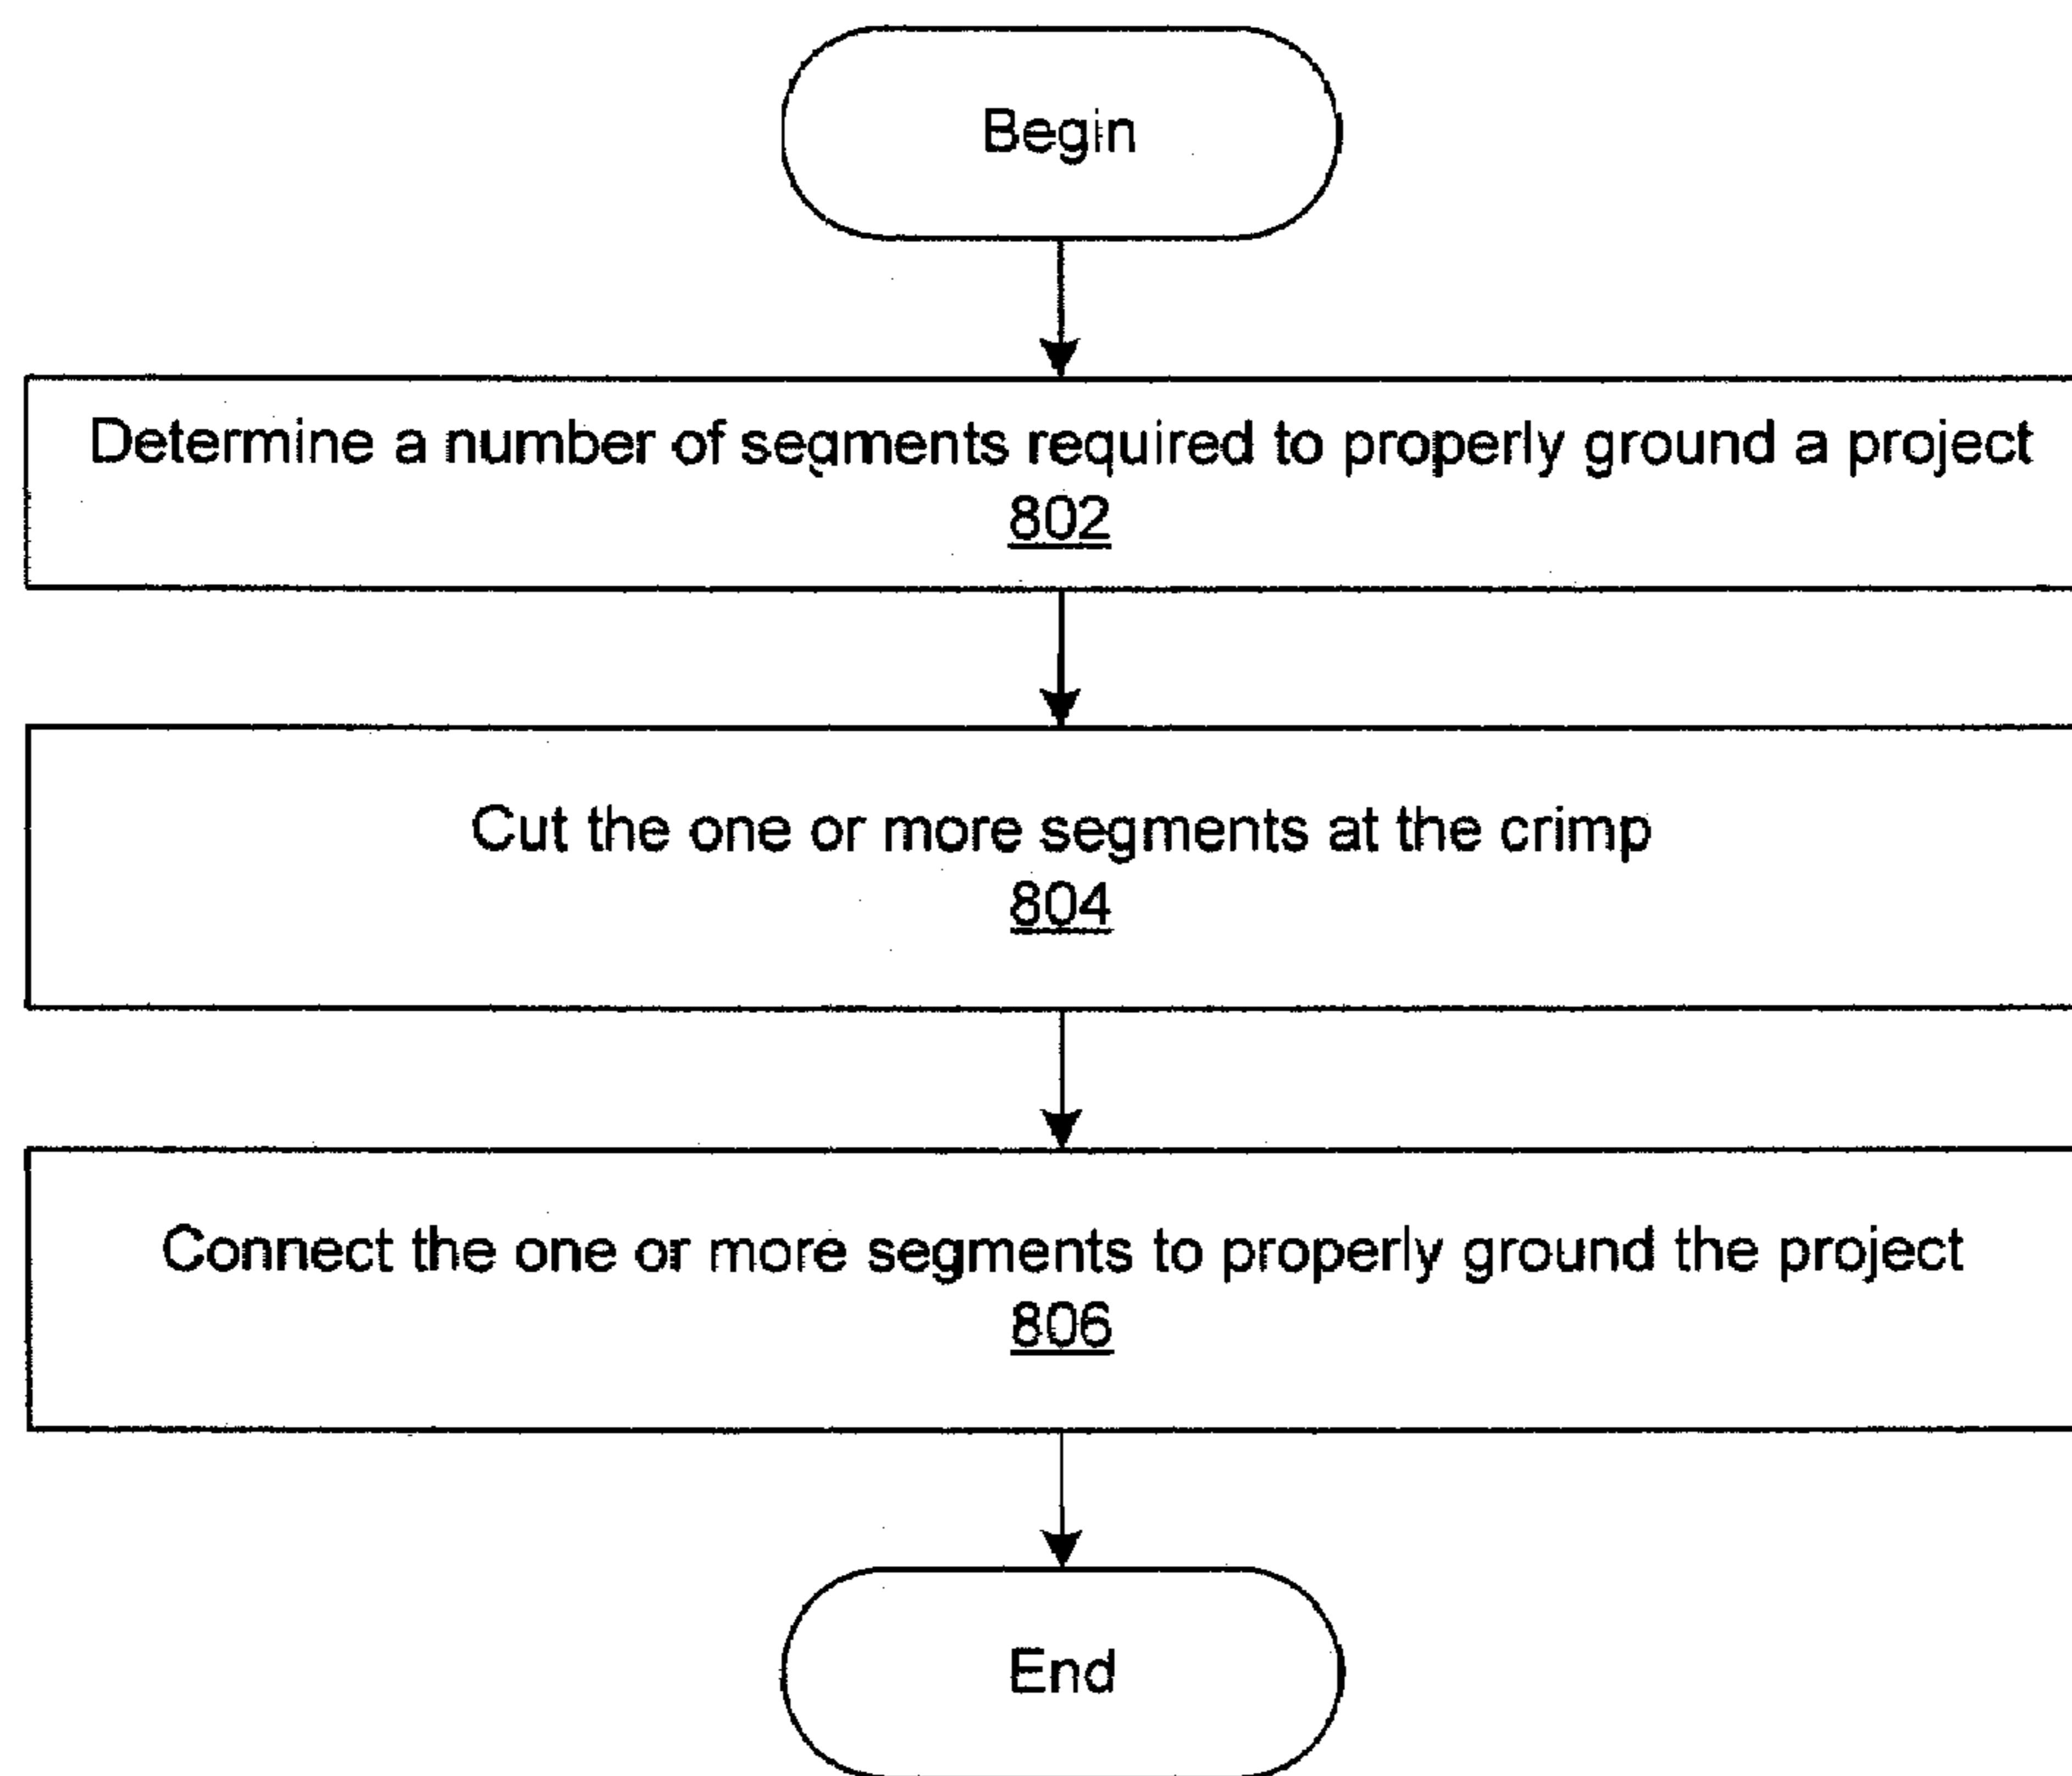 Begin
Determine a number of segments required to properly ground a project
802
Cut the one or more segments at the crimp
804
Connect the one or more segments to properly ground the project
806
End